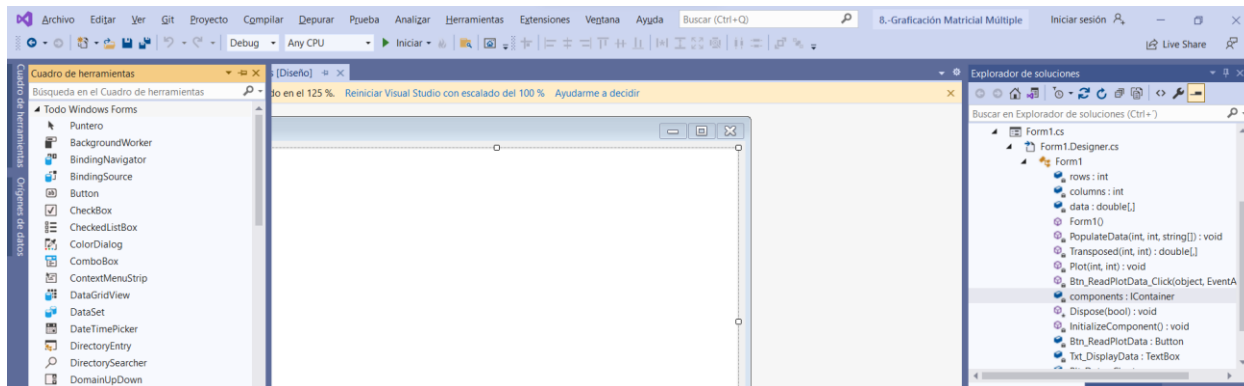 Archivo Editar Ver Git Proyecto Compilar Depurar Prueba Analizar Herramientas Extensiones Ventana Ayuda Buscar (Ctrl+Q) 8.-Graficación Matricial Múltiple Iniciar sesión
Debug Any CPU Iniciar Live Share
Cuadro de herramientas
Orígenes de datos
Cuadro de herramientas
Búsqueda en el Cuadro de herramientas
Todo Windows Forms
Puntero
BackgroundWorker
BindingNavigator
BindingSource
Button
CheckBox
CheckedListBox
ColorDialog
ComboBox
ContextMenuStrip
DataGridView
DataSet
DateTimePicker
DirectoryEntry
DirectorySearcher
DomainUpDown
[Diseño]
do en el 125 %. Reiniciar Visual Studio con escalado del 100 % Ayudarme a decidir
Explorador de soluciones
Buscar en Explorador de soluciones (Ctrl+´)
Form1.cs
Form1.Designer.cs
Form1
rows : int
columns : int
data : double[,]
Form1()
PopulateData(int, int, string[]) : void
Transposed(int, int) : double[,]
Plot(int, int) : void
Btn_ReadPlotData_Click(object, EventA
components : IContainer
Dispose(bool) : void
InitializeComponent() : void
Btn_ReadPlotData : Button
Txt_DisplayData : TextBox